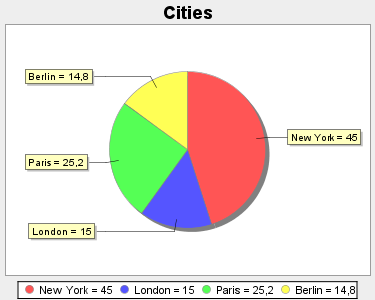 Cities
Berlin = 14,8
New York = 45
Paris = 25,2
London = 15
New York = 45 London = 15 Paris = 25,2 Berlin = 14,8